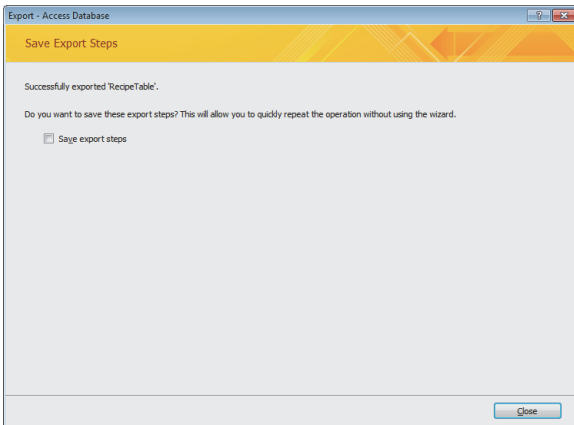 Export - Access Database
Save Export Steps
Successfully exported 'RecipeTable'.
Do you want to save these export steps? This will allow you to quickly repeat the operation without using the wizard.
Save export steps
Close